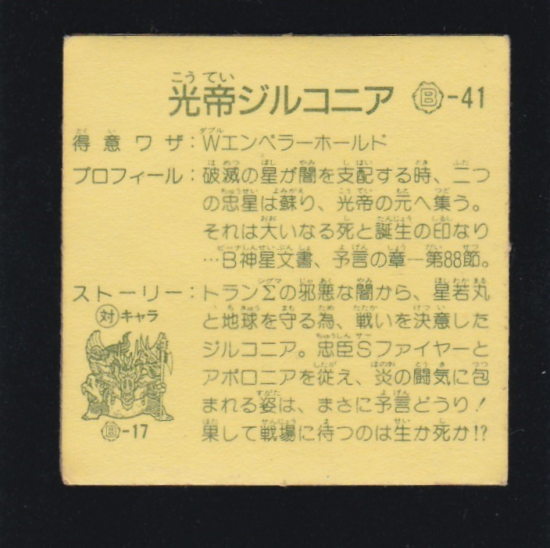 光帝ジルコニア Ⓑ-41
得意ワザ:Wエンペラーホールド
プロフィール:破滅の星が闇を支配する時、二つ
の忠星は蘇り、光帝の元へ集う。
それは大いなる死と誕生の印なり
…B神星文書、予言の章―第88節。
ストーリー:トランΣの邪悪な闇から、星若丸
と地球を守る為、戦いを決意した
ジルコニア。忠臣Sファイヤーと
アポロニアを従え、炎の闘気に包
まれる姿は、まさに予言どうり!
果して戦場に待つのは生か死か!?
対キャラ
Ⓑ-17